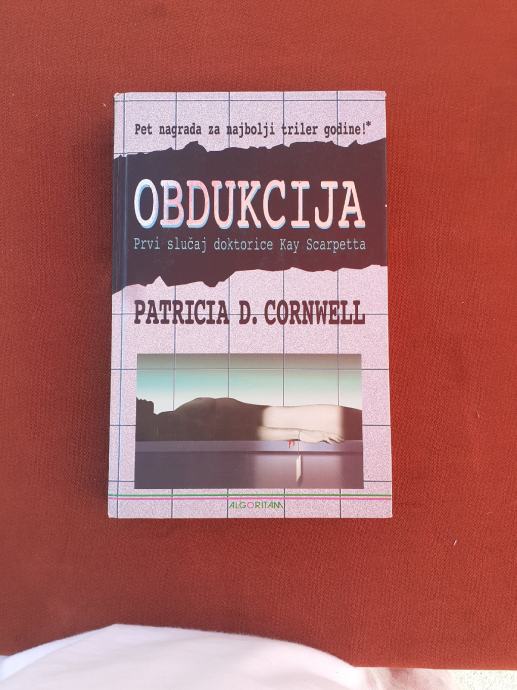 Pet nagrada za najbolji triler godine!*
OBDUKCIJA
Prvi slučaj doktorice Kay Scarpetta
PATRICIA D. CORNWELL
ALGORITAM